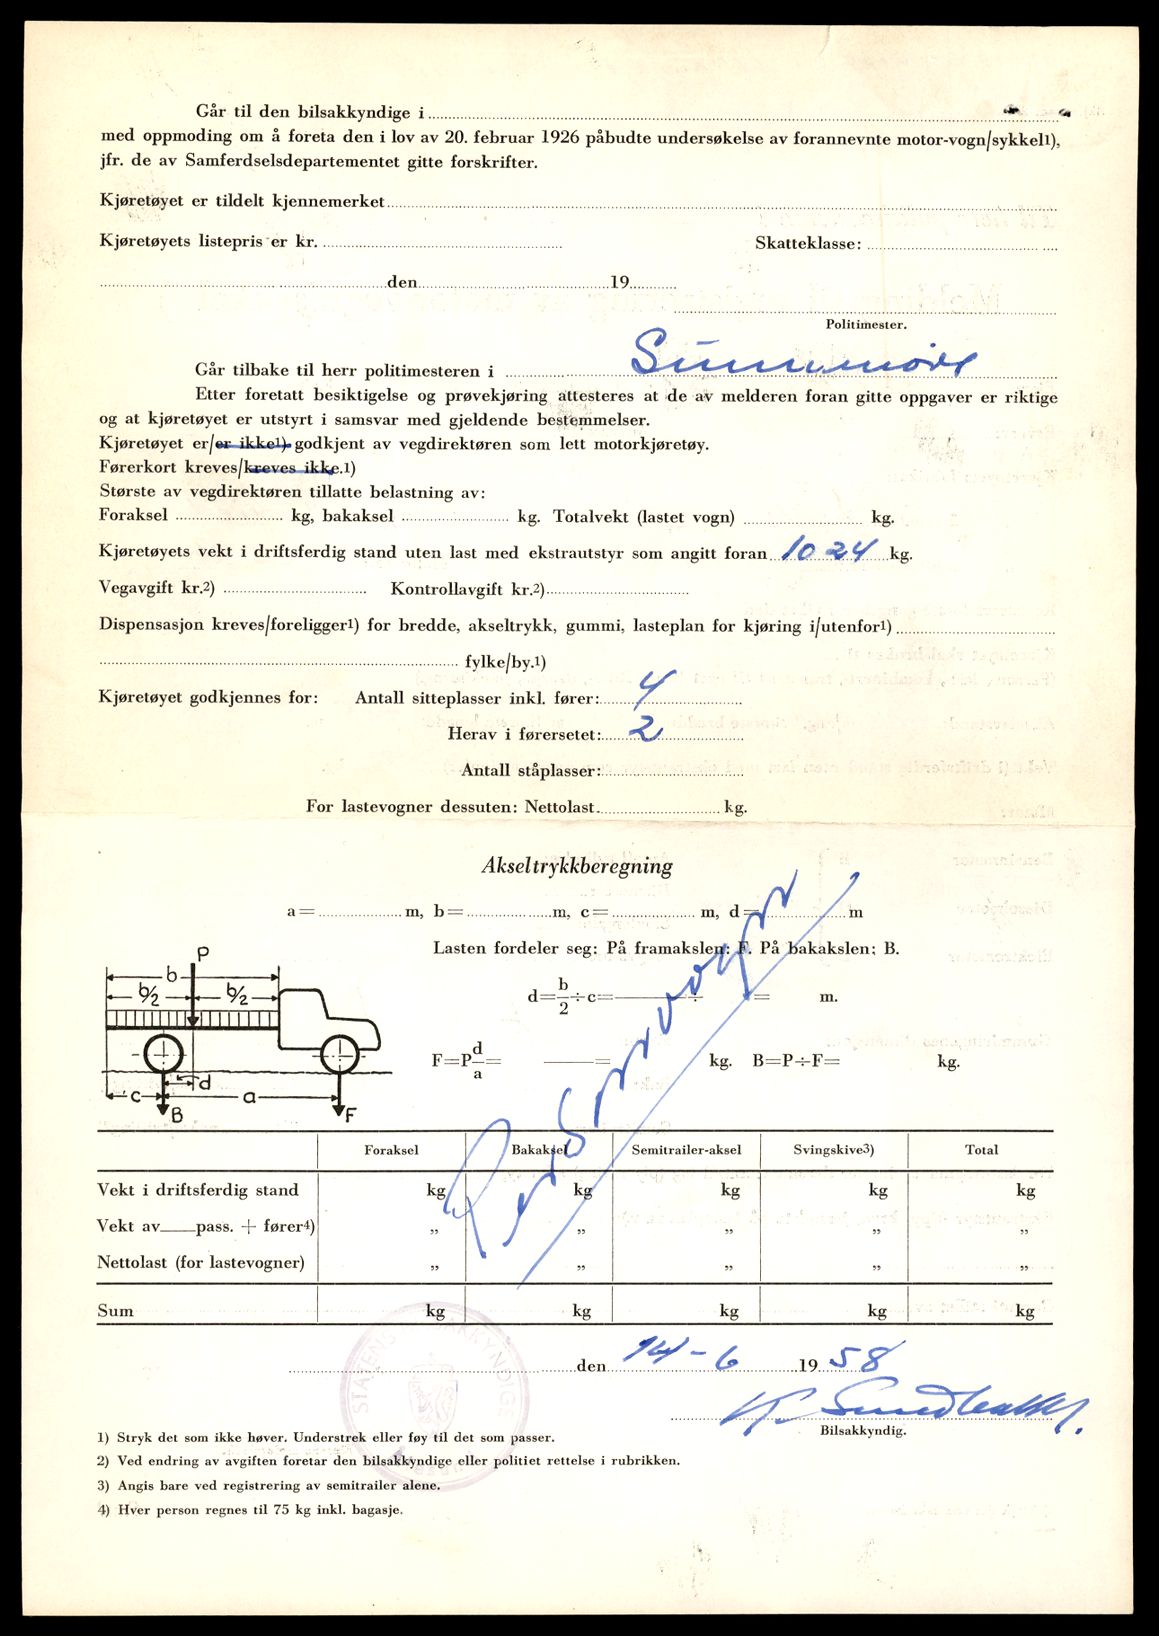 Går til den bilsakkyndige i
med oppmoding om å foreta den i lov av 20. februar 1926 påbudte undersøkelse av forannevnte motor-vogn/sykkel1),
jfr. de av Samferdselsdepartementet gitte forskrifter.
Kjøretøyet er tildelt kjennemerket
Kjøretøyets listepris er kr. Skatteklasse:
den 19
Politimester.
Går tilbake til herr politimesteren i Sunnmøre
Etter foretatt besiktigelse og prøvekjøring attesteres at de av melderen foran gitte oppgaver er riktige
og at kjøretøyet er utstyrt i samsvar med gjeldende bestemmelser.
Kjøretøyet er/er ikke1) godkjent av vegdirektøren som lett motorkjøretøy.
Førerkort kreves/kreves ikke.1)
Største av vegdirektøren tillatte belastning av:
Foraksel kg, bakaksel kg. Totalvekt (lastet vogn) kg.
Kjøretøyets vekt i driftsferdig stand uten last med ekstrautstyr som angitt foran 1024 kg.
Vegavgift kr.2) Kontrollavgift kr.2)
Dispensasjon kreves/foreligger1) for bredde, akseltrykk, gummi, lasteplan for kjøring i/utenfor1)
fylke/by.1)
Kjøretøyet godkjennes for: Antall sitteplasser inkl. fører: 4
Herav i førersetet: 2
Antall ståplasser:
For lastevogner dessuten: Nettolast kg.
Akseltrykkberegning
a= m, b= m, c= m, d= m
Lasten fordeler seg: På framakslen: F. På bakakslen: B.
P
b
b/2 b/2
d=b/2÷c= ÷ = m.
F=P d/a= = kg. B=P÷F= kg.
d
c a
B F
Personvogn
Foraksel Bakaksel Semitrailer-aksel Svingskive3) Total
Vekt i driftsferdig stand kg kg kg kg kg
Vekt av pass. + fører4) „ „ „ „ „
Nettolast (for lastevogner) „ „ „ „ „
Sum kg kg kg kg kg
den 14-6 1958
STATENS BILSAKKYNDIGE
Bilsakkyndig.
1) Stryk det som ikke høver. Understrek eller føy til det som passer.
2) Ved endring av avgiften foretar den bilsakkyndige eller politiet rettelse i rubrikken.
3) Angis bare ved registrering av semitrailer alene.
4) Hver person regnes til 75 kg inkl. bagasje.